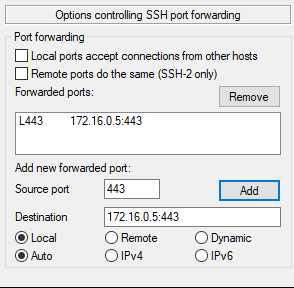 Options controlling SSH port forwarding
Port forwarding
Local ports accept connections from other hosts
Remote ports do the same (SSH-2 only)
Forwarded ports: Remove
L443 172.16.0.5:443
Add new forwarded port:
Source port 443 Add
Destination 172.16.0.5:443
Local Remote Dynamic
Auto IPv4 IPv6